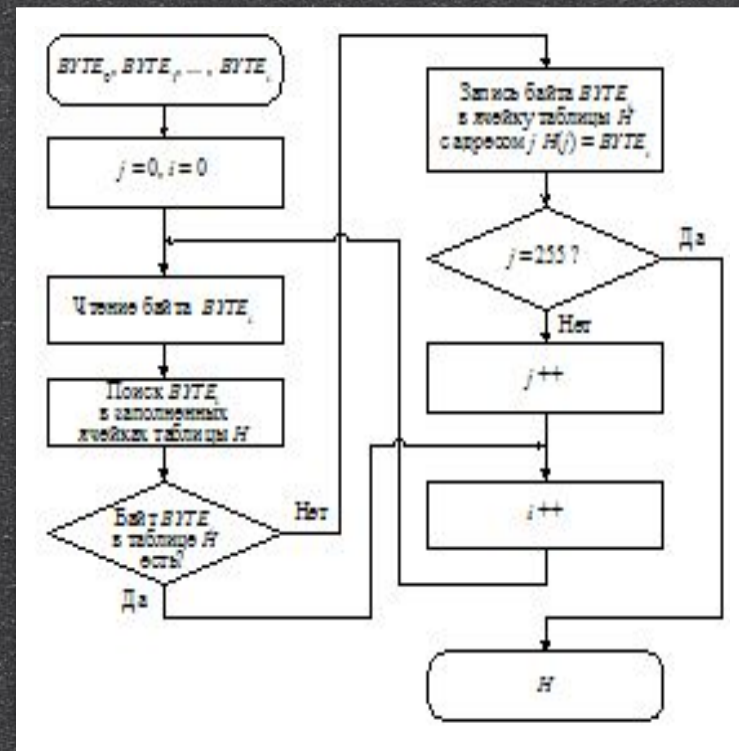 BYTE₀, BYTE₁, ... , BYTEᵢ
j = 0, i = 0
Чтение байта BYTEᵢ
Поиск BYTEᵢ
в заполненных
ячейках таблицы H
Байт BYTEᵢ
в таблице H
есть?
Нет
Да
Запись байта BYTEᵢ
в ячейку таблицы H
с адресом j H(j) = BYTEᵢ
j = 255 ?
Да
Нет
j ++
i ++
H